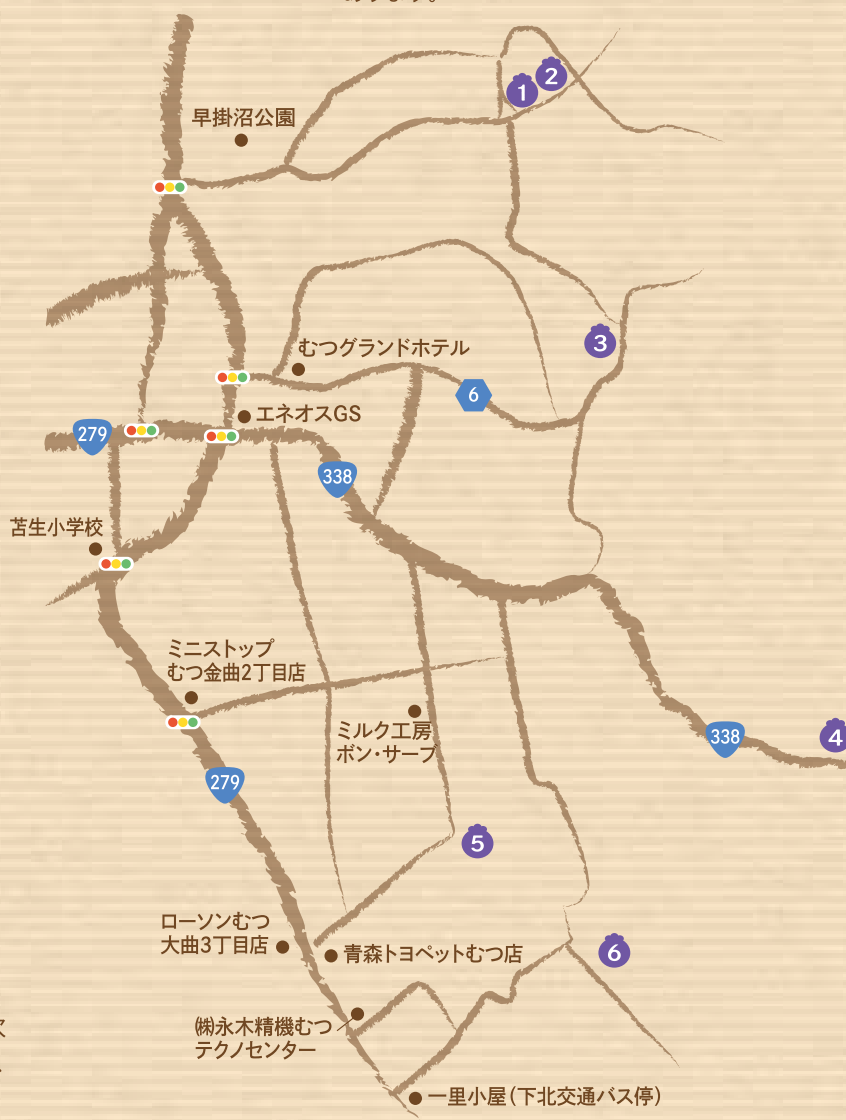 あります。
2
1
早掛沼公園
3
むつグランドホテル
6
エネオスGS
279
338
苫生小学校
ミニストップ
むつ金曲2丁目店
ミルク工房
ボン・サーブ
338
4
279
5
ローソンむつ
大曲3丁目店
青森トヨペットむつ店
6
㈱永木精機むつ
テクノセンター
一里小屋(下北交通バス停)